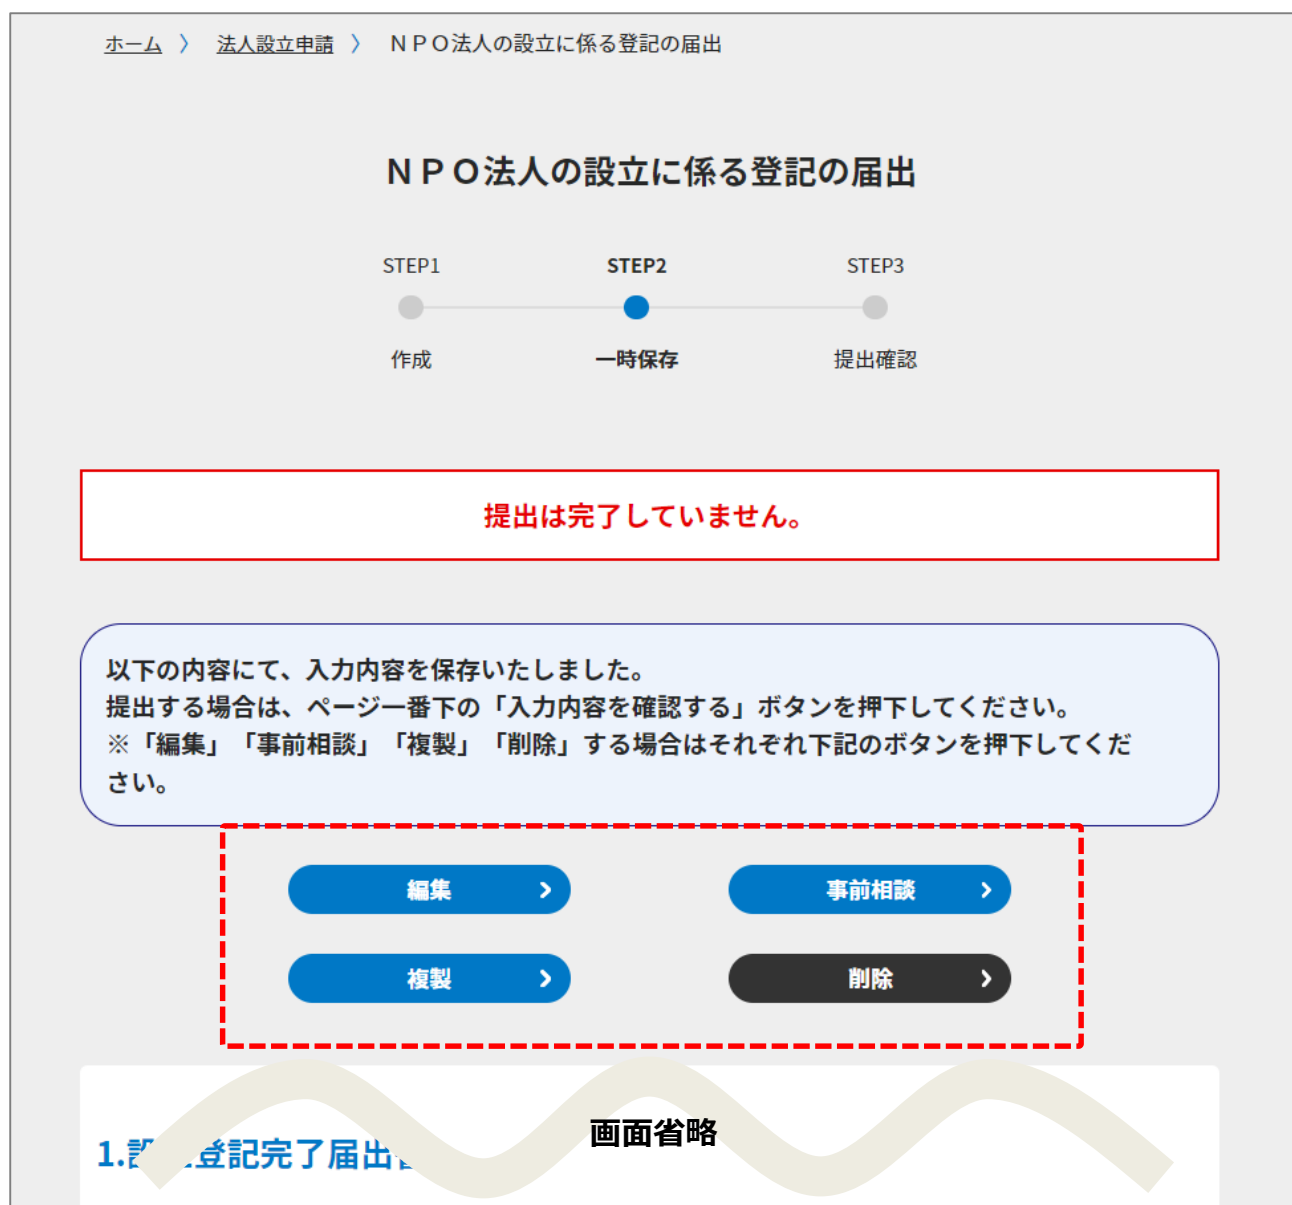 ホーム 〉 法人設立申請 〉 ＮＰＯ法人の設立に係る登記の届出
ＮＰＯ法人の設立に係る登記の届出
STEP1 STEP2 STEP3
作成 一時保存 提出確認
提出は完了していません。
以下の内容にて、入力内容を保存いたしました。
提出する場合は、ページ一番下の「入力内容を確認する」ボタンを押下してください。
※「編集」「事前相談」「複製」「削除」する場合はそれぞれ下記のボタンを押下してくだ
さい。
編集 事前相談
複製 削除
画面省略
1.設 登記完了届出